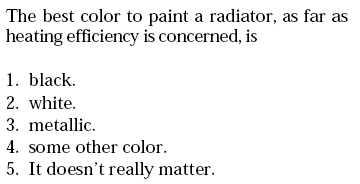 The best color to paint a radiator, as far as
heating efficiency is concerned, is
1. black.
2. white.
3. metallic.
4. some other color.
5. It doesn't really matter.